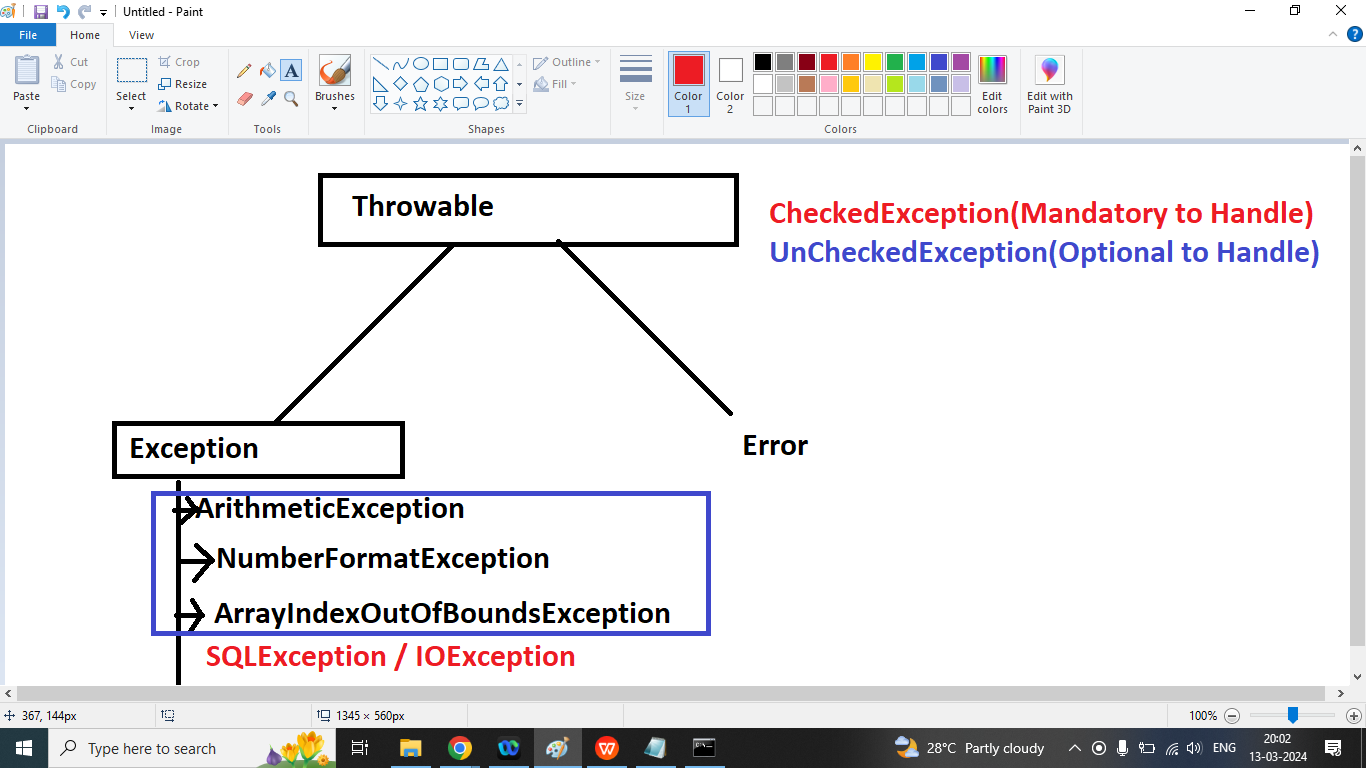 Untitled - Paint
File Home View
Paste Cut Copy Clipboard
Select Crop Resize Rotate Image
A Tools
Brushes
Outline Fill Shapes
Size
Color 1 Color 2 Edit colors Colors
Edit with Paint 3D
Throwable
CheckedException(Mandatory to Handle)
UnCheckedException(Optional to Handle)
Exception
Error
ArithmeticException
NumberFormatException
ArrayIndexOutOfBoundsException
SQLException / IOException
367, 144px 1345 × 560px 100%
Type here to search 28°C Partly cloudy ENG 20:02
13-03-2024